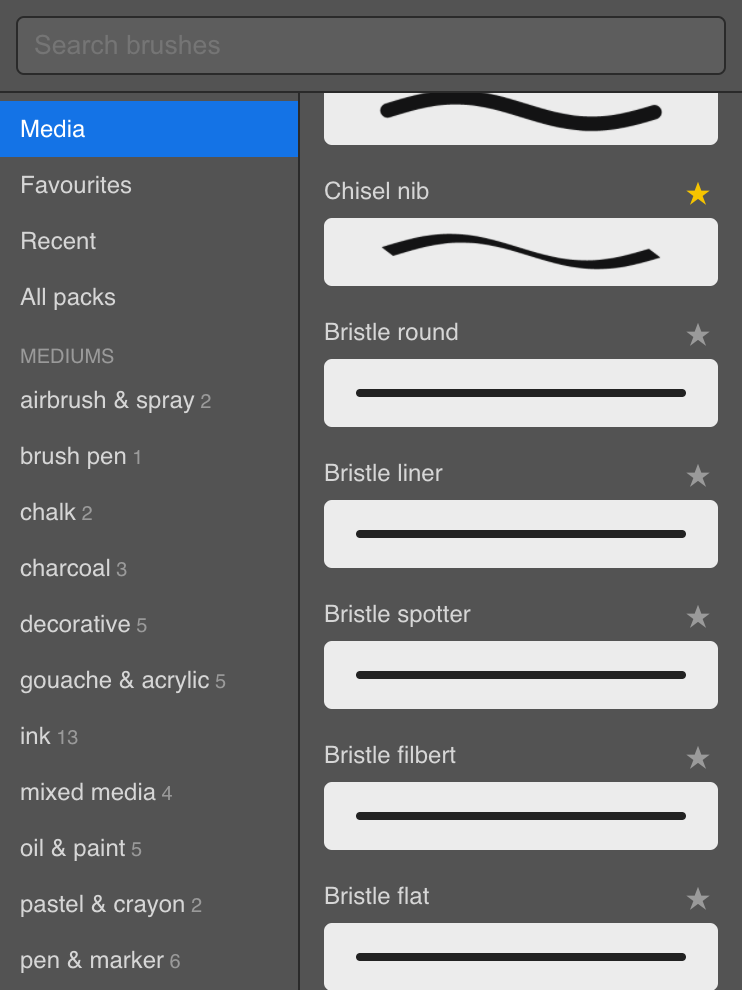 Search brushes
Media
Favourites
Recent
All packs
MEDIUMS
airbrush & spray 2
brush pen 1
chalk 2
charcoal 3
decorative 5
gouache & acrylic 5
ink 13
mixed media 4
oil & paint 5
pastel & crayon 2
pen & marker 6
Chisel nib
Bristle round
Bristle liner
Bristle spotter
Bristle filbert
Bristle flat